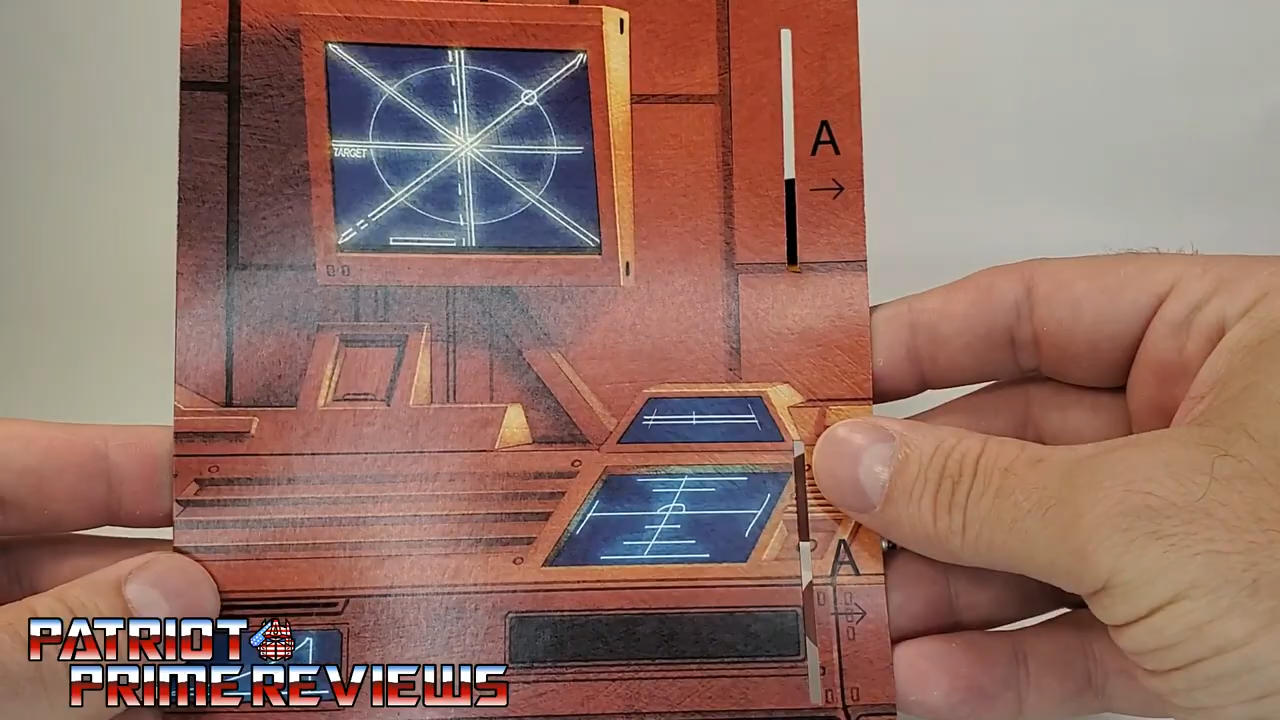 TARGET
A
→
A
→
PATRIOT
PRIME REVIEWS